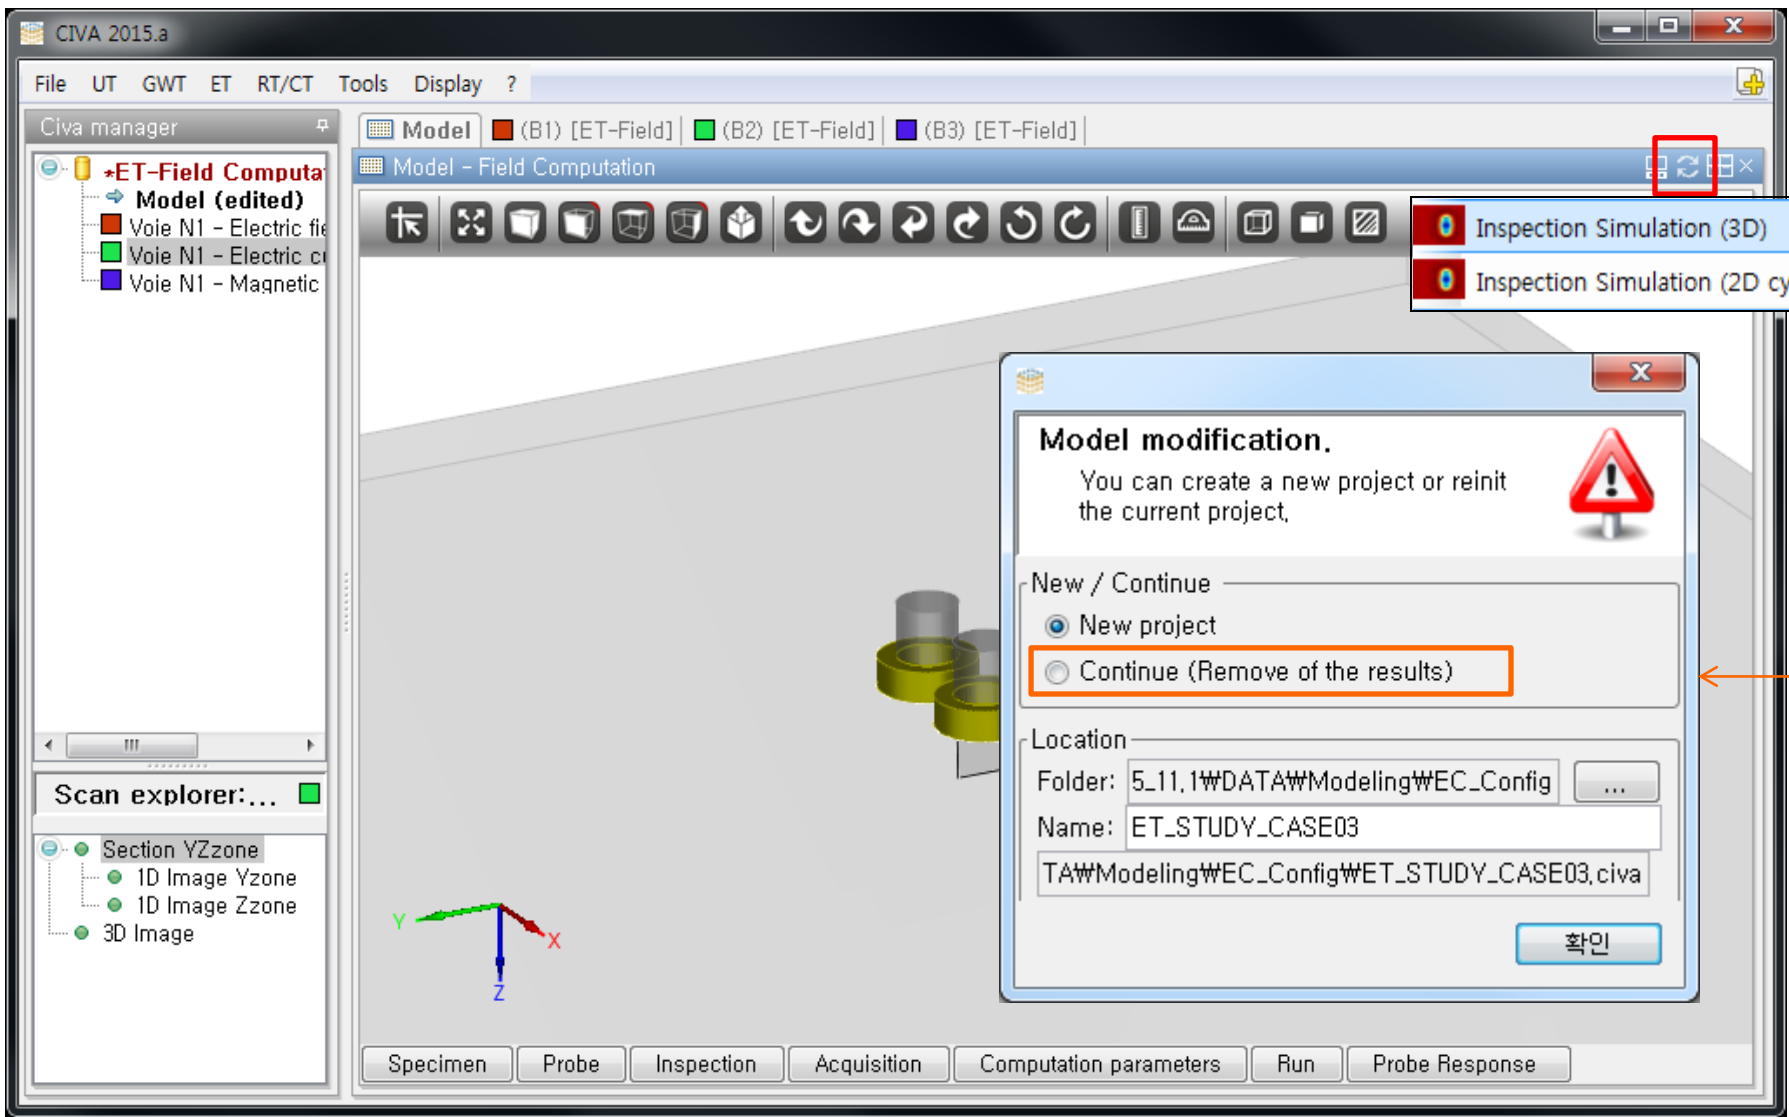 CIVA 2015.a
File UT GWT ET RT/CT Tools Display ?
Civa manager
*ET-Field Computa
Model (edited)
Voie N1 - Electric fie
Voie N1 - Electric cu
Voie N1 - Magnetic
Scan explorer:...
Section YZzone
1D Image Yzone
1D Image Zzone
3D Image
Model (B1) [ET-Field] (B2) [ET-Field] (B3) [ET-Field]
Model - Field Computation
Inspection Simulation (3D)
Inspection Simulation (2D cy
Model modification.
You can create a new project or reinit
the current project.
New / Continue
New project
Continue (Remove of the results)
Location
Folder: 5_11.1₩DATA₩Modeling₩EC_Config ...
Name: ET_STUDY_CASE03
TA₩Modeling₩EC_Config₩ET_STUDY_CASE03.civa
확인
Y
X
Z
Specimen Probe Inspection Acquisition Computation parameters Run Probe Response